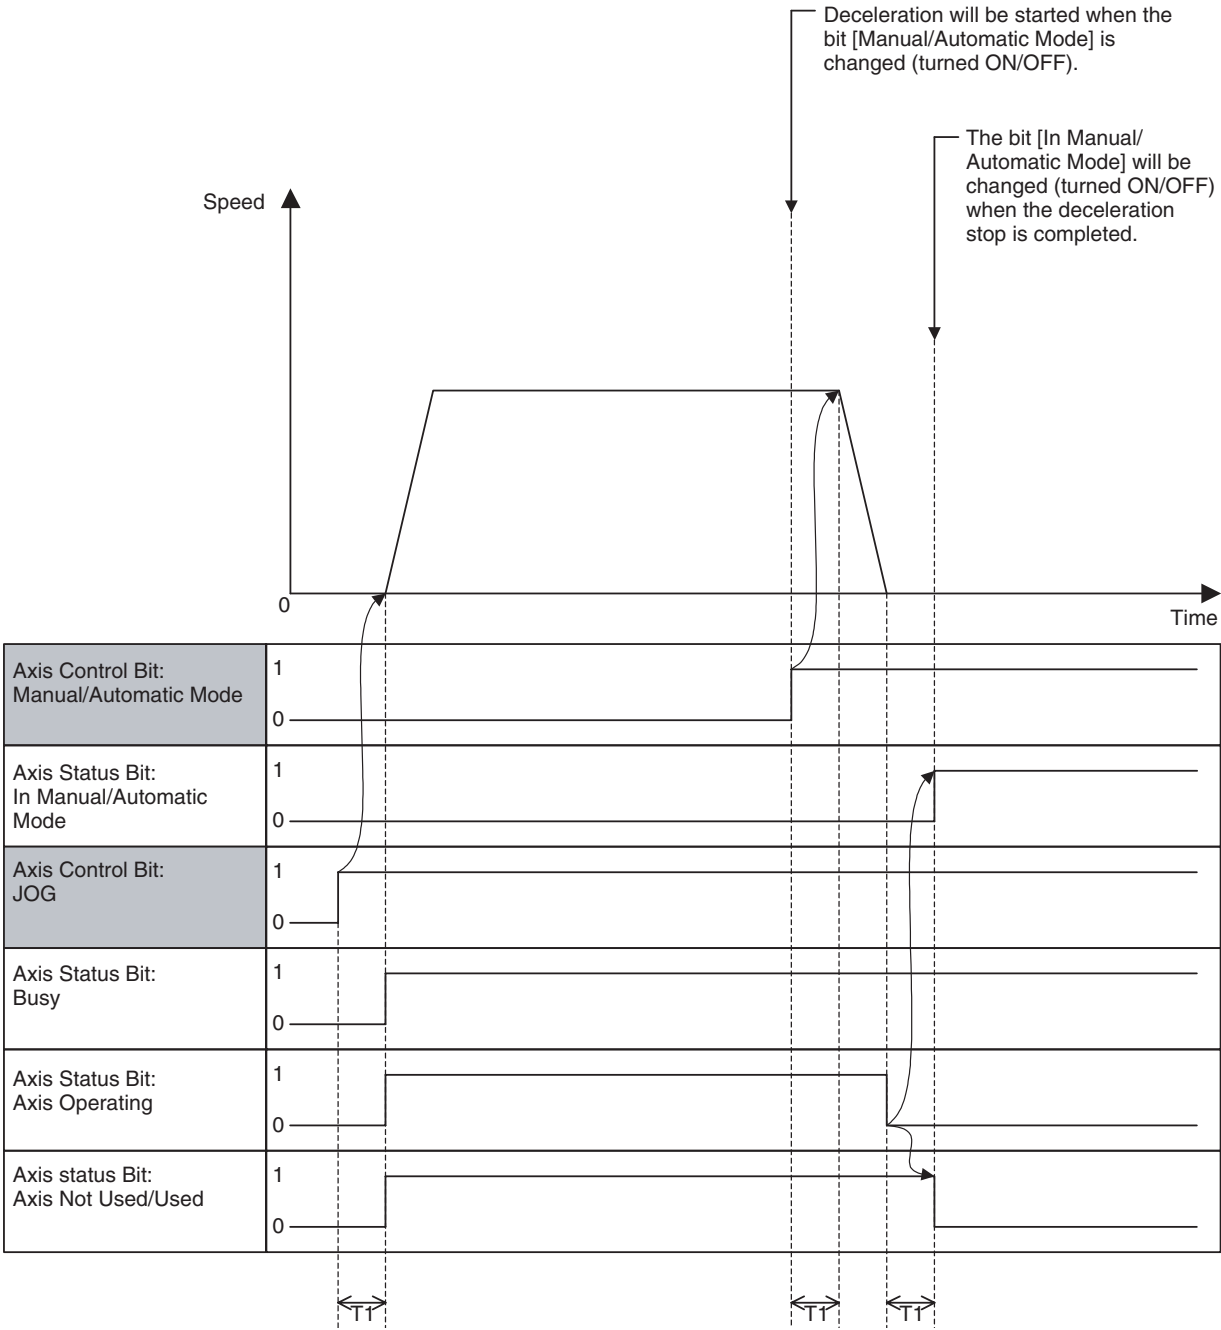 Deceleration will be started when the
bit [Manual/Automatic Mode] is
changed (turned ON/OFF).
The bit [In Manual/
Automatic Mode] will be
changed (turned ON/OFF)
when the deceleration
stop is completed.
Speed
0
Time
Axis Control Bit:
Manual/Automatic Mode
1
0
Axis Status Bit:
In Manual/Automatic
Mode
1
0
Axis Control Bit:
JOG
1
0
Axis Status Bit:
Busy
1
0
Axis Status Bit:
Axis Operating
1
0
Axis status Bit:
Axis Not Used/Used
1
0
T1
T1
T1